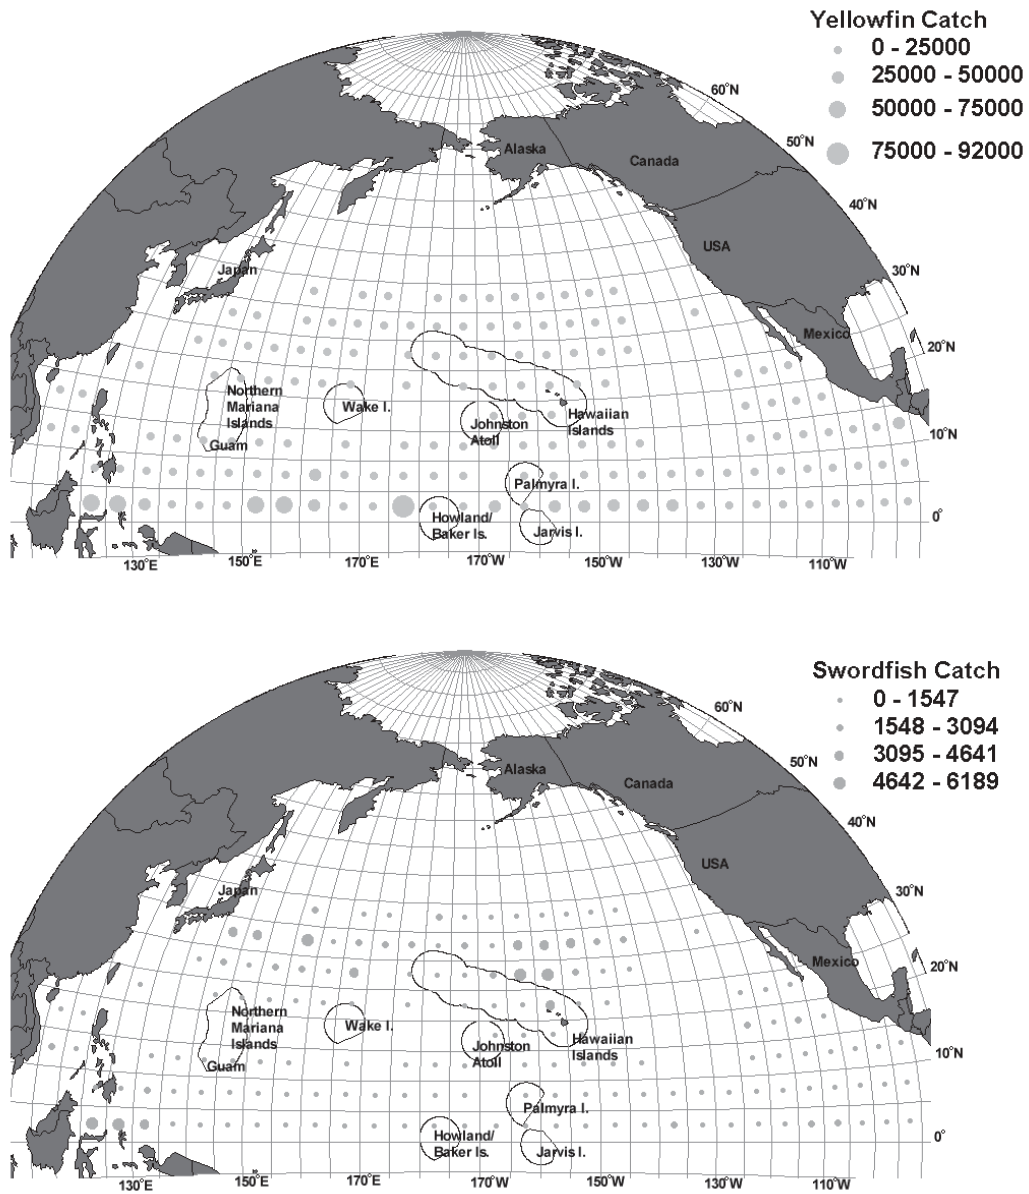 Yellowfin Catch
0 - 25000
25000 - 50000
50000 - 75000
75000 - 92000
60°N
50°N
40°N
30°N
20°N
10°N
0°
Alaska
Canada
USA
Japan
Mexico
Northern
Mariana
Islands
Guam
Wake I.
Johnston
Atoll
Hawaiian
Islands
Palmyra I.
Howland/
Baker Is.
Jarvis I.
130°E
150°E
170°E
170°W
150°W
130°W
110°W
Swordfish Catch
0 - 1547
1548 - 3094
3095 - 4641
4642 - 6189
60°N
50°N
40°N
30°N
20°N
10°N
0°
Alaska
Canada
USA
Japan
Mexico
Northern
Mariana
Islands
Guam
Wake I.
Johnston
Atoll
Hawaiian
Islands
Palmyra I.
Howland/
Baker Is.
Jarvis I.
130°E
150°E
170°E
170°W
150°W
130°W
110°W